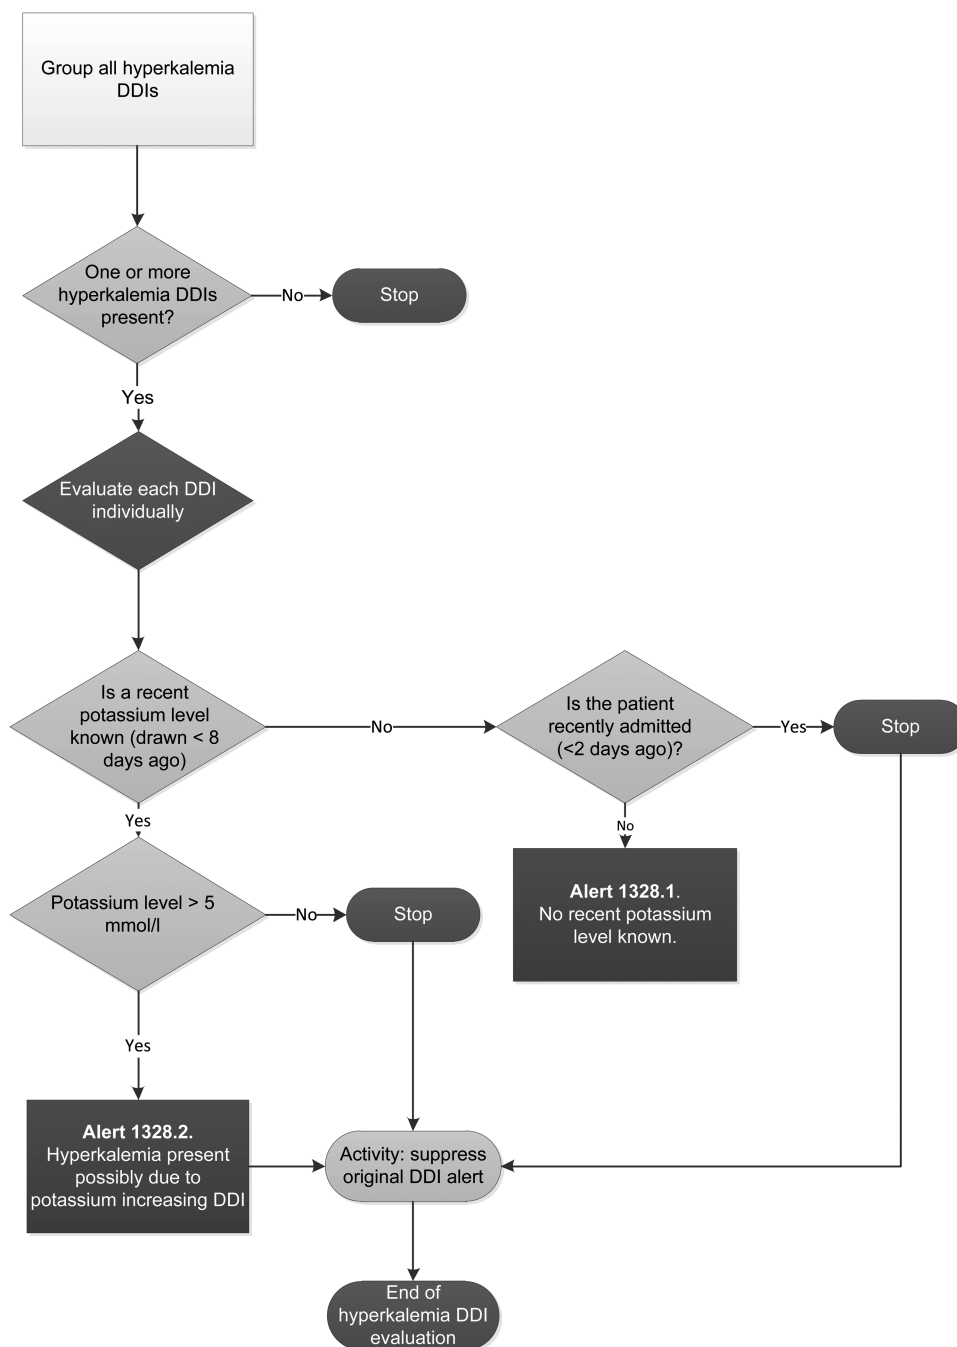 Group all hyperkalemia
DDIs
One or more
hyperkalemia DDIs
present?
No
Stop
Yes
Evaluate each DDI
individually
Is a recent
potassium level
known (drawn < 8
days ago)
No
Is the patient
recently admitted
(<2 days ago)?
Yes
Stop
Yes
No
Alert 1328.1.
No recent potassium
level known.
Potassium level > 5
mmol/l
No
Stop
Yes
Alert 1328.2.
Hyperkalemia present
possibly due to
potassium increasing DDI
Activity: suppress
original DDI alert
End of
hyperkalemia DDI
evaluation